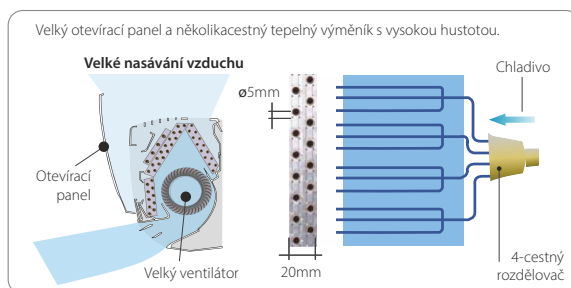 Velký otevírací panel a několikacestný tepelný výměník s vysokou hustotou.
Velké nasávání vzduchu
Otevírací
panel
Velký ventilátor
ø5mm
20mm
Chladivo
4-cestný
rozdělovač